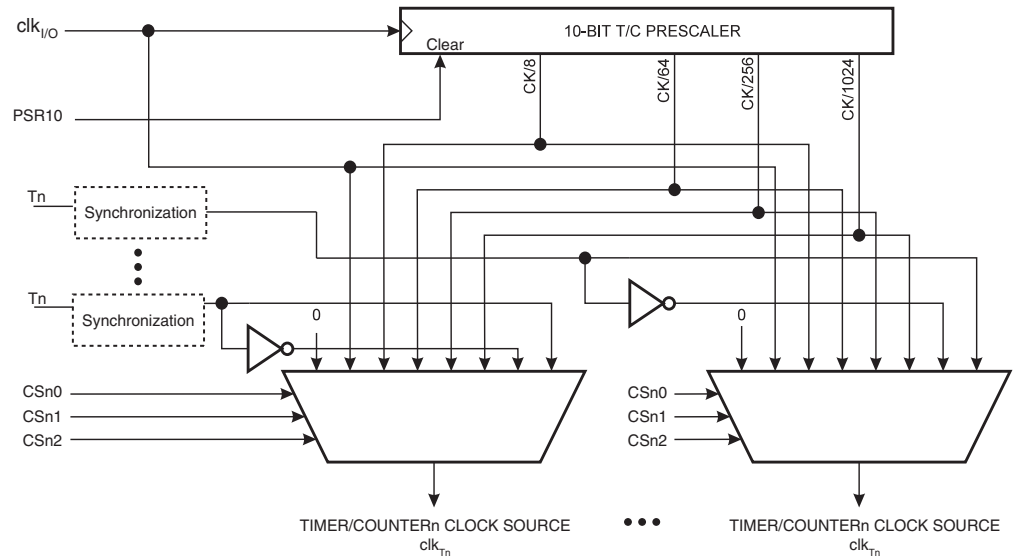 clkI/O
10-BIT T/C PRESCALER
Clear
CK/8
CK/64
CK/256
CK/1024
PSR10
Tn
Synchronization
Tn
Synchronization
0
0
CSn0
CSn1
CSn2
CSn0
CSn1
CSn2
TIMER/COUNTERn CLOCK SOURCE
clkTn
TIMER/COUNTERn CLOCK SOURCE
clkTn